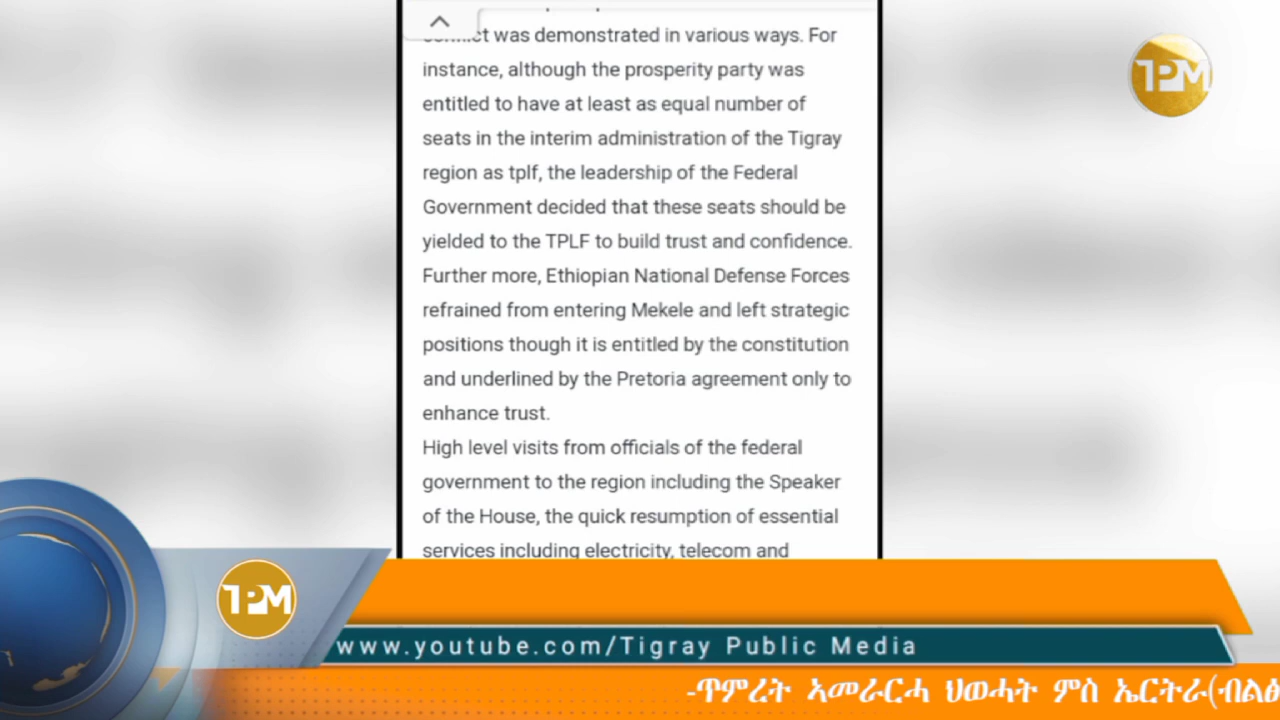 conflict was demonstrated in various ways. For
instance, although the prosperity party was
entitled to have at least as equal number of
seats in the interim administration of the Tigray
region as tplf, the leadership of the Federal
Government decided that these seats should be
yielded to the TPLF to build trust and confidence.
Further more, Ethiopian National Defense Forces
refrained from entering Mekele and left strategic
positions though it is entitled by the constitution
and underlined by the Pretoria agreement only to
enhance trust.
High level visits from officials of the federal
government to the region including the Speaker
of the House, the quick resumption of essential
services including electricity, telecom and
TPM
TPM
www.youtube.com/Tigray Public Media
-ጥምረት ኣመራርሓ ህወሓት ምስ ኤርትራ(ብልፅ